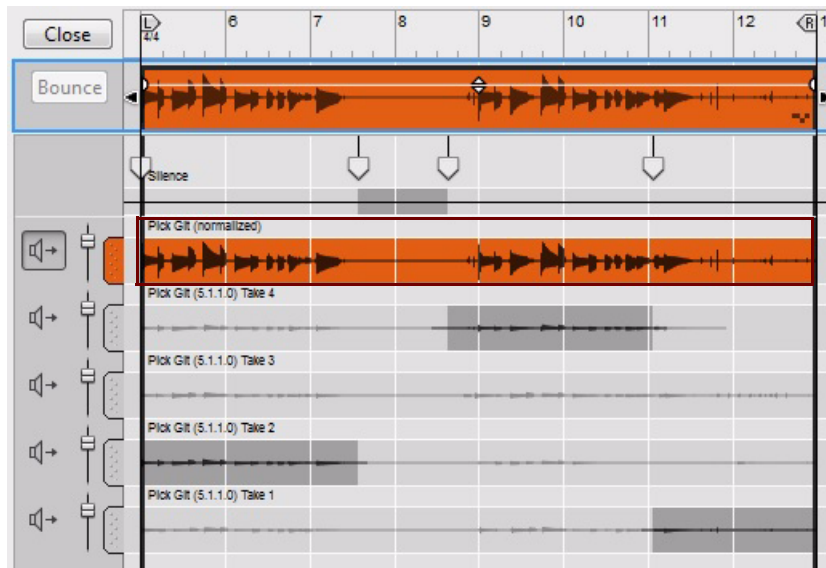 Close
L 6 7 8 9 10 11 12 R 1
4/4
Bounce
Silence
Pick Git (normalized)
Pick Git (5.1.1.0) Take 4
Pick Git (5.1.1.0) Take 3
Pick Git (5.1.1.0) Take 2
Pick Git (5.1.1.0) Take 1